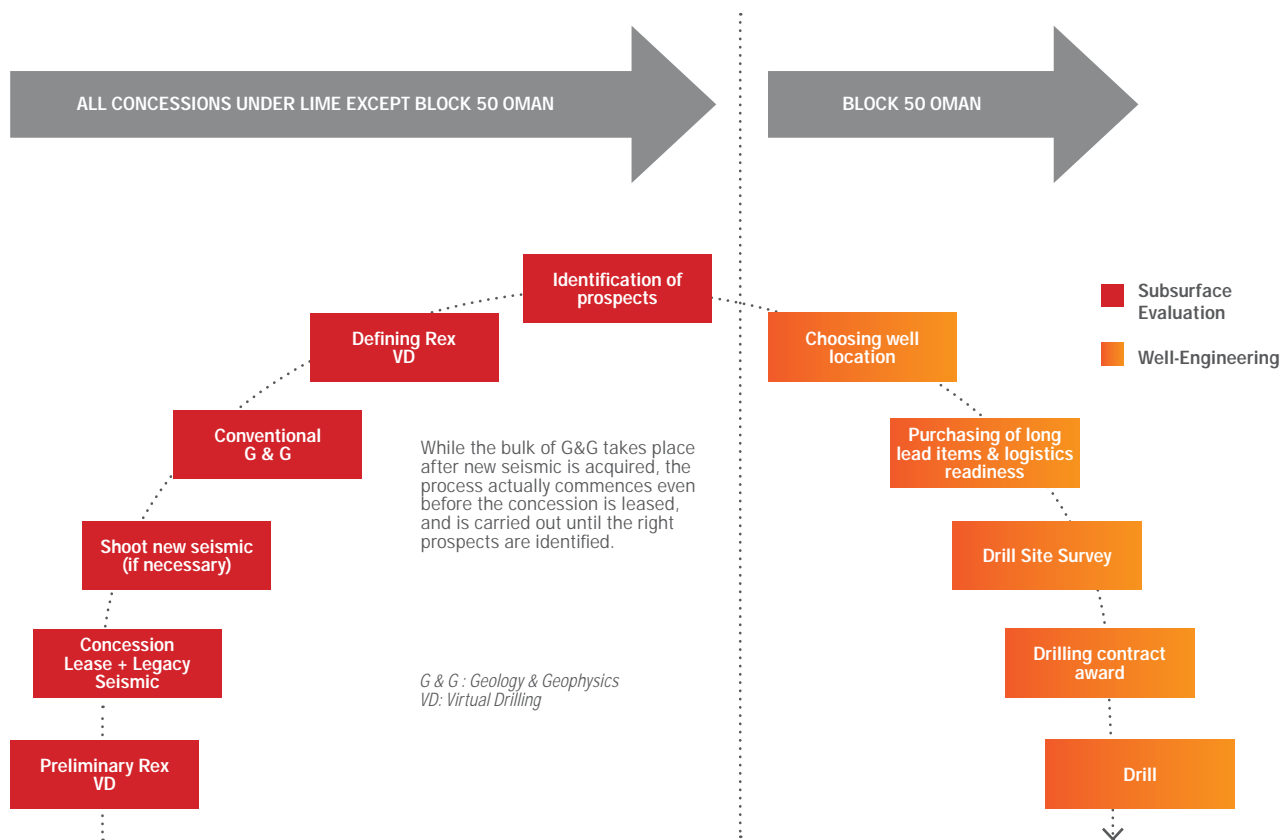 ALL CONCESSIONS UNDER LIME EXCEPT BLOCK 50 OMAN
BLOCK 50 OMAN
Identification of
prospects
Defining Rex
VD
Conventional
G & G
Shoot new seismic
(if necessary)
Concession
Lease + Legacy
Seismic
Preliminary Rex
VD
While the bulk of G&G takes place
after new seismic is acquired, the
process actually commences even
before the concession is leased,
and is carried out until the right
prospects are identified.
G & G : Geology & Geophysics
VD: Virtual Drilling
Choosing well
location
Purchasing of long
lead items & logistics
readiness
Drill Site Survey
Drilling contract
award
Drill
Subsurface
Evaluation
Well-Engineering